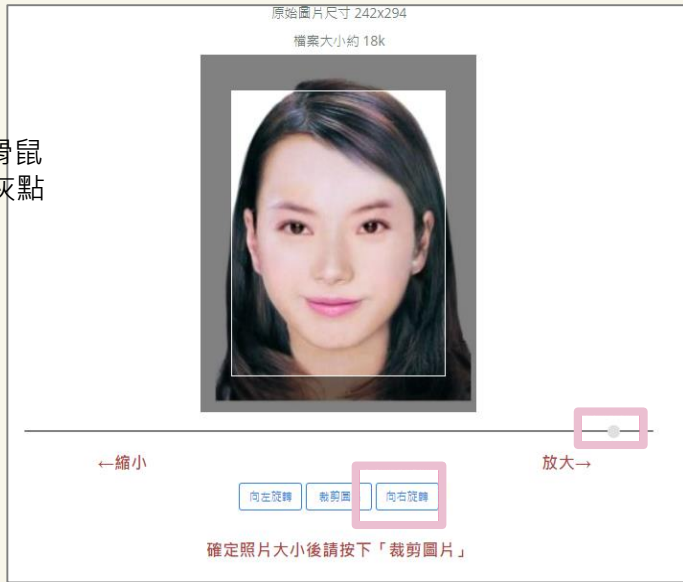 原始圖片尺寸 242x294
檔案大小約 18k
滑鼠
灰點
←縮小
放大→
向左旋轉
裁剪圖
向右旋轉
確定照片大小後請按下「裁剪圖片」